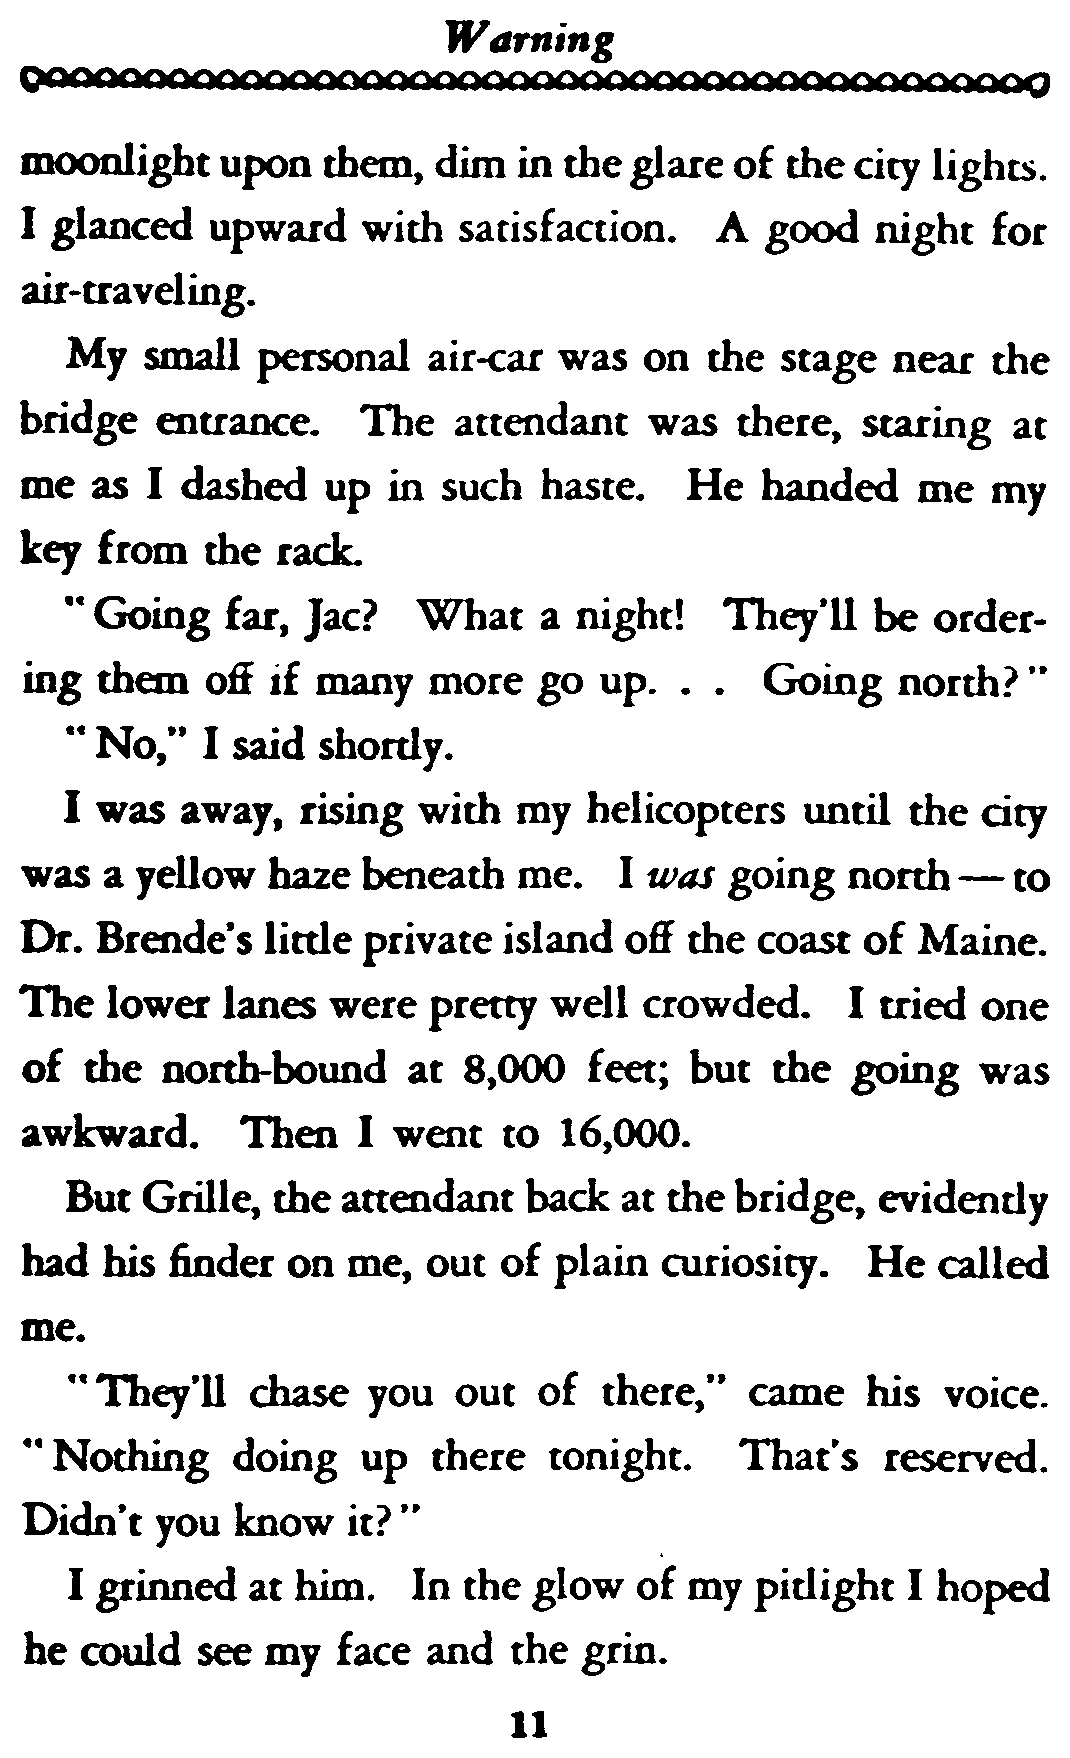 Warning
moonlight upon them, dim in the glare of the city lights.
I glanced upward with satisfaction. A good night for
air-traveling.
My small personal air-car was on the stage near the
bridge entrance. The attendant was there, staring at
me as I dashed up in such haste. He handed me my
key from the rack.
"Going far, Jac? What a night! They'll be order-
ing them off if many more go up. . . Going north?"
"No," I said shortly.
I was away, rising with my helicopters until the city
was a yellow haze beneath me. I was going north — to
Dr. Brende's little private island off the coast of Maine.
The lower lanes were pretty well crowded. I tried one
of the north-bound at 8,000 feet; but the going was
awkward. Then I went to 16,000.
But Grille, the attendant back at the bridge, evidently
had his finder on me, out of plain curiosity. He called
me.
"They'll chase you out of there," came his voice.
"Nothing doing up there tonight. That's reserved.
Didn't you know it?"
I grinned at him. In the glow of my pitlight I hoped
he could see my face and the grin.
11